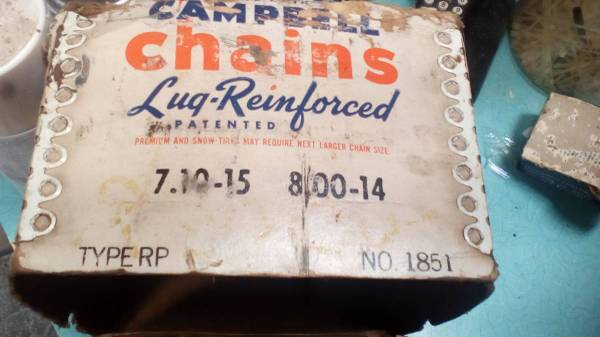 CAMPBELL
chains
Lug-Reinforced
PATENTED
PREMIUM AND SNOW TIRES MAY REQUIRE NEXT LARGER CHAIN SIZE
7.10-15 8.00-14
TYPE RP NO. 1851